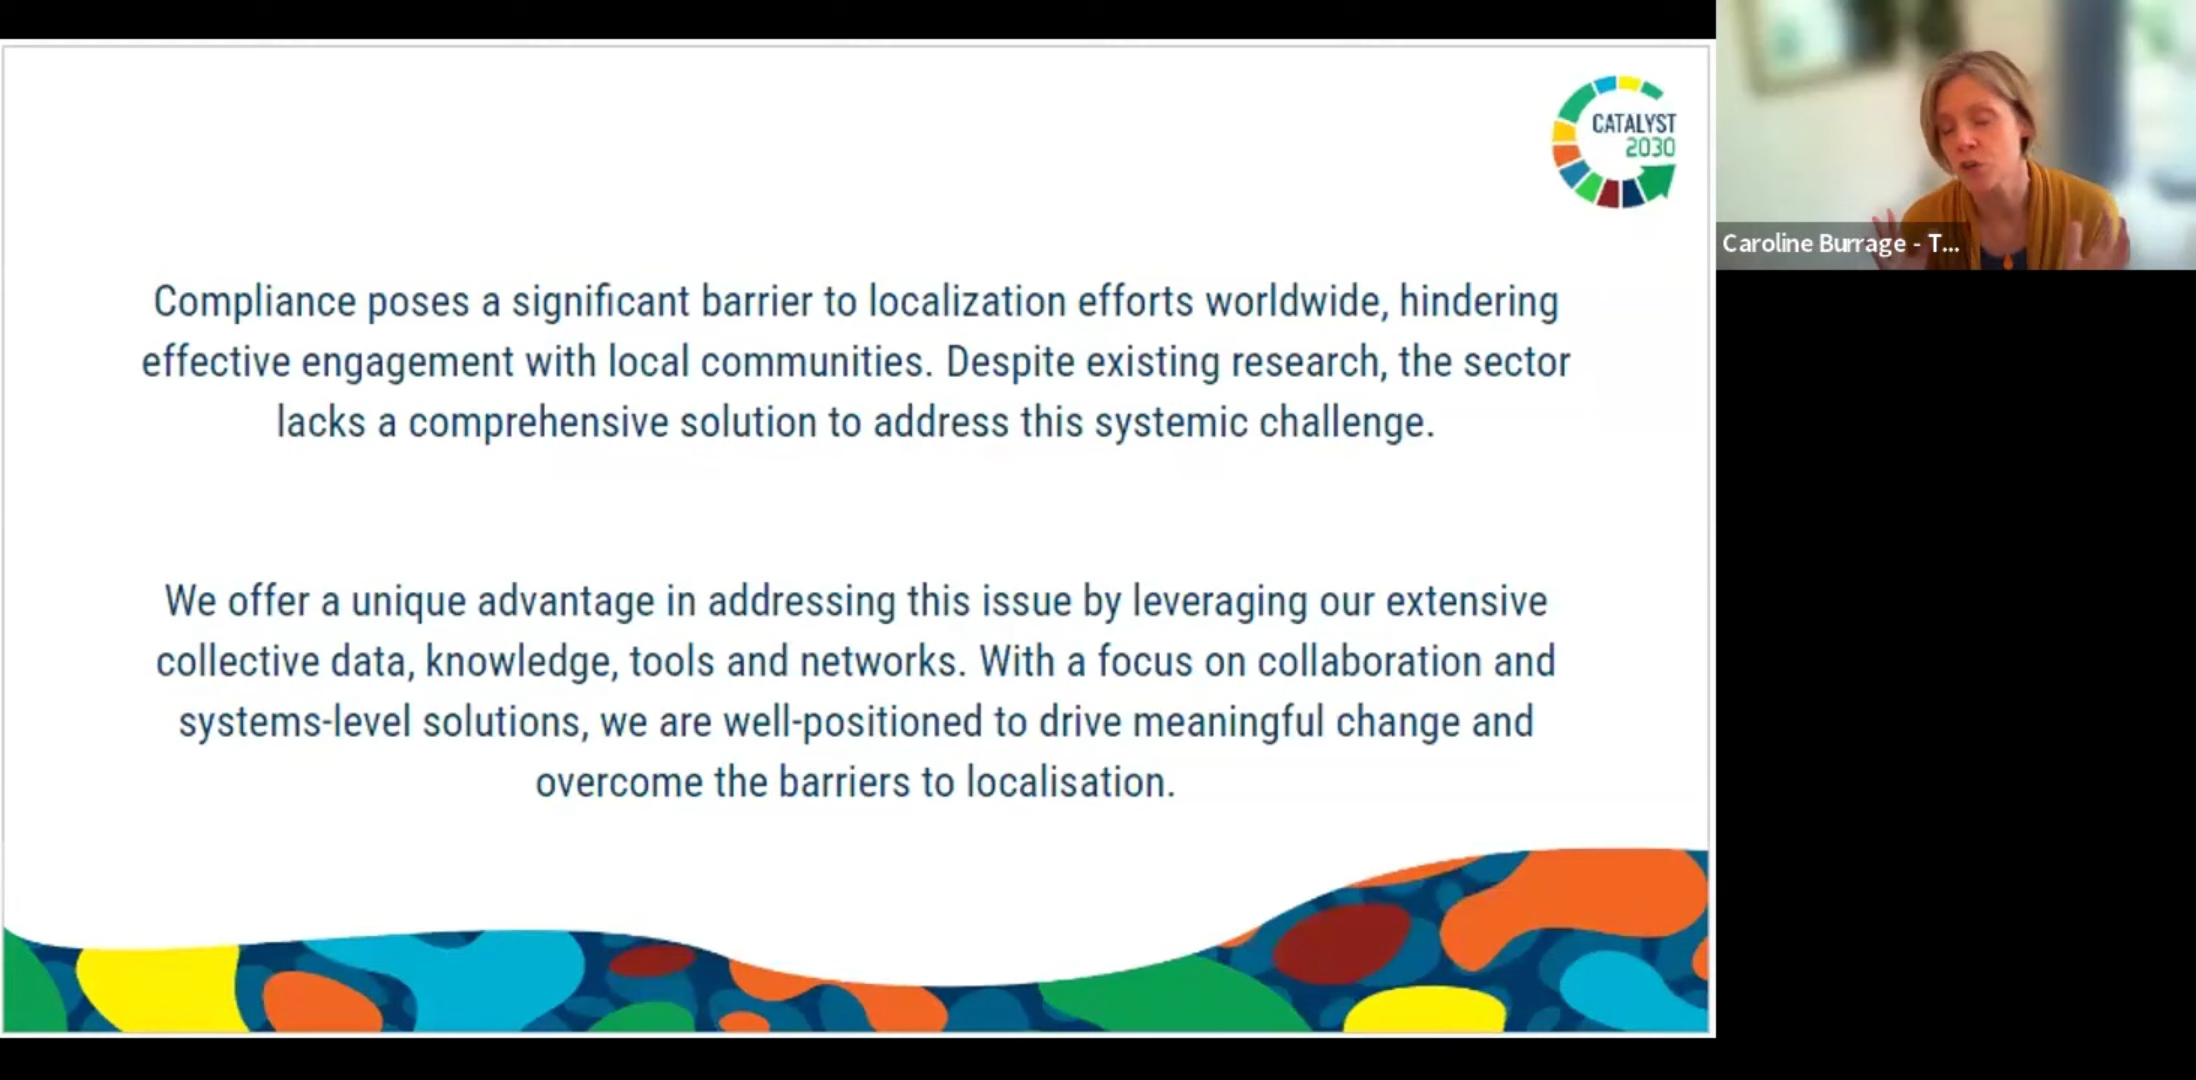 CATALYST
2030
Caroline Burrage - T...
Compliance poses a significant barrier to localization efforts worldwide, hindering
effective engagement with local communities. Despite existing research, the sector
lacks a comprehensive solution to address this systemic challenge.
We offer a unique advantage in addressing this issue by leveraging our extensive
collective data, knowledge, tools and networks. With a focus on collaboration and
systems-level solutions, we are well-positioned to drive meaningful change and
overcome the barriers to localisation.